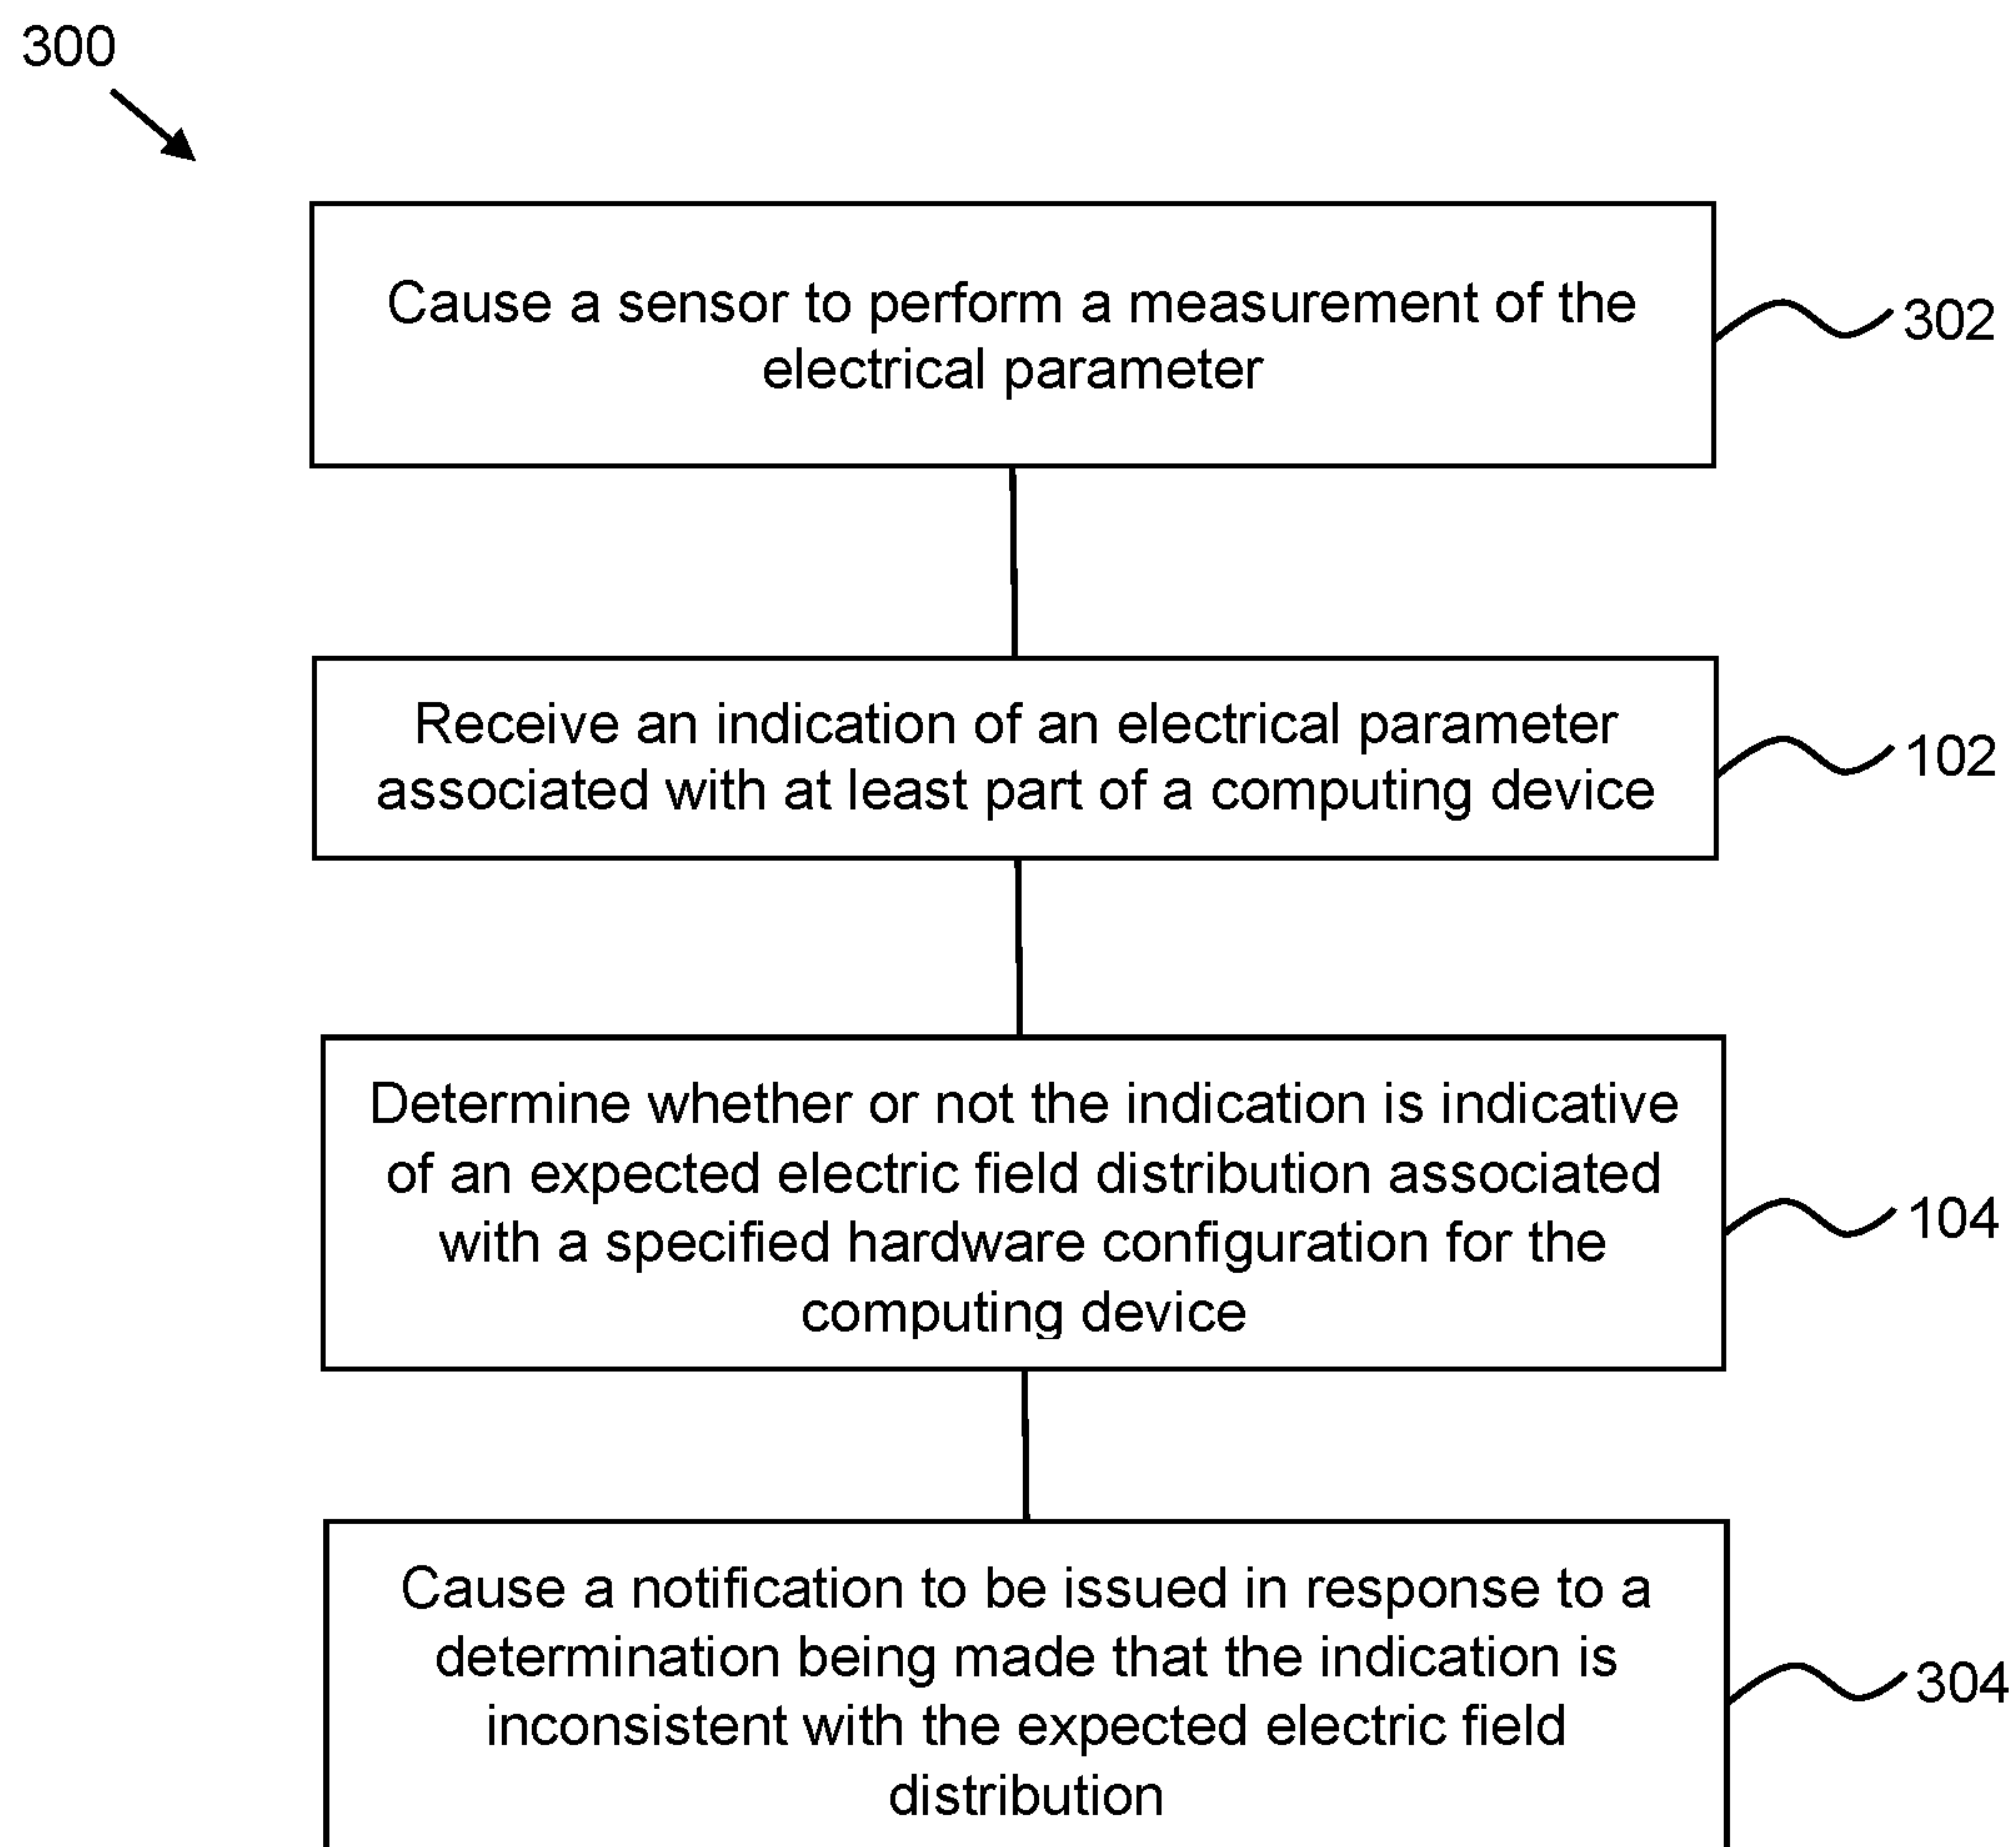 300
Cause a sensor to perform a measurement of the
electrical parameter
302
Receive an indication of an electrical parameter
associated with at least part of a computing device
102
Determine whether or not the indication is indicative
of an expected electric field distribution associated
with a specified hardware configuration for the
computing device
104
Cause a notification to be issued in response to a
determination being made that the indication is
inconsistent with the expected electric field
distribution
304